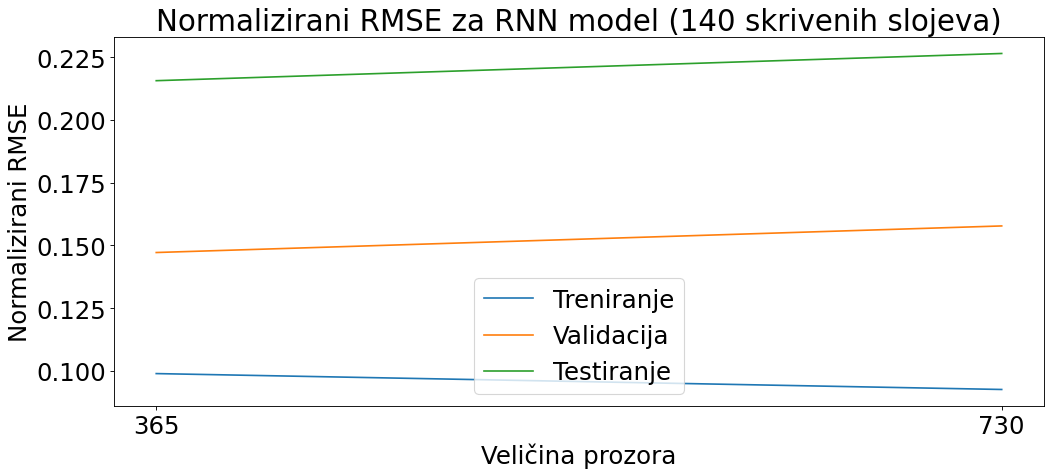 Normalizirani RMSE za RNN model (140 skrivenih slojeva)
Normalizirani RMSE
0.225
0.200
0.175
0.150
0.125
0.100
Treniranje
Validacija
Testiranje
365
730
Veličina prozora